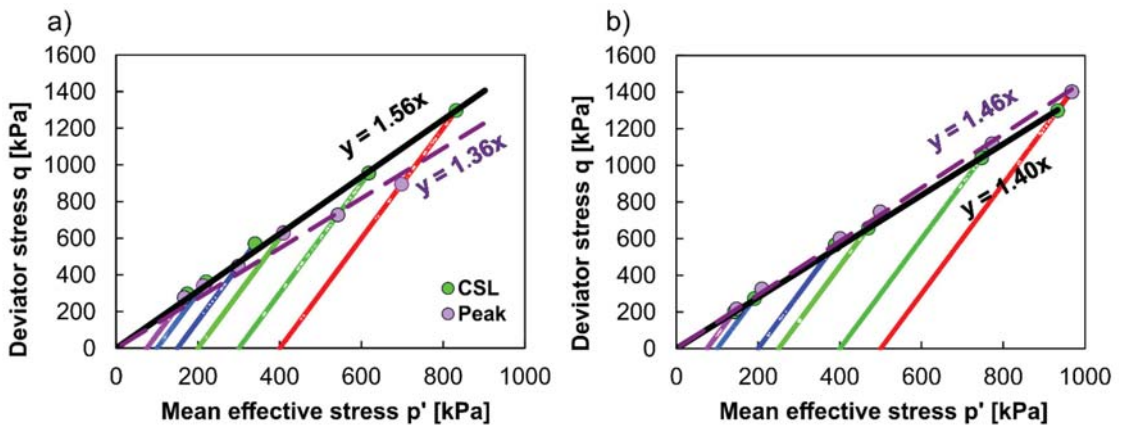 a)
1600
1400
1200
1000
800
600
400
200
0
Deviator stress q [kPa]
y = 1.56x
y = 1.36x
CSL
Peak
0 200 400 600 800 1000
Mean effective stress p' [kPa]
b)
1600
1400
1200
1000
800
600
400
200
0
Deviator stress q [kPa]
y = 1.46x
y = 1.40x
0 200 400 600 800 1000
Mean effective stress p' [kPa]